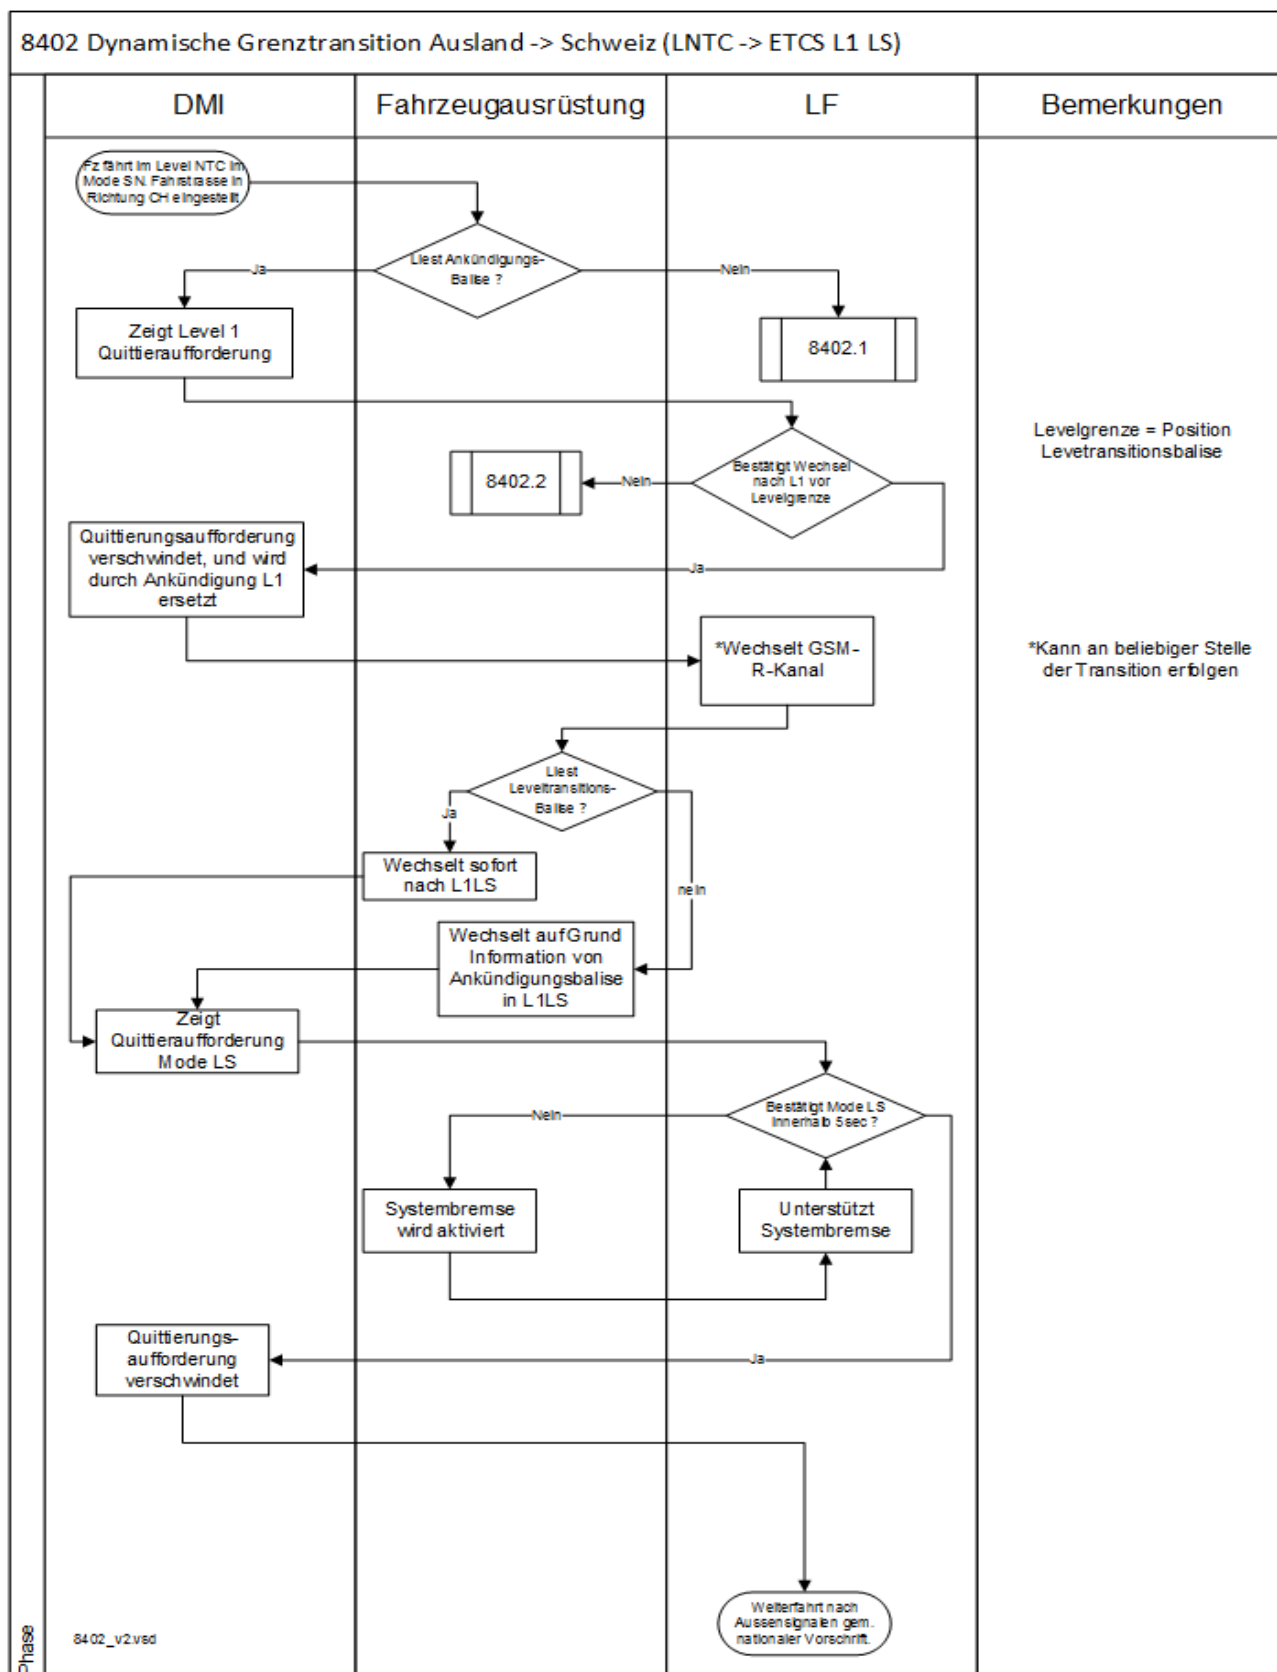 8402 Dynamische Grenztransition Ausland -> Schweiz (LNTC -> ETCS L1 LS)
DMI
Fahrzeugausrüstung
LF
Bemerkungen
Fz fährt im Level NTC im
Mode SN. Fahrstrasse in
Richtung CH eingestellt
Liest Ankündigungs-
Balise ?
Ja
Nein
Zeigt Level 1
Quittieraufforderung
8402.1
Levelgrenze = Position
Levetransitionsbalise
Bestätigt Wechsel
nach L1 vor
Levelgrenze
Nein
8402.2
Quittierungsaufforderung
verschwindet, und wird
durch Ankündigung L1
ersetzt
Ja
*Wechselt GSM-
R-Kanal
*Kann an beliebiger Stelle
der Transition erfolgen
Liest
Leveltransitions-
Balise ?
Ja
Wechselt sofort
nach L1LS
nein
Wechselt auf Grund
Information von
Ankündigungsbalise
in L1LS
Zeigt
Quittieraufforderung
Mode LS
Bestätigt Mode LS
innerhalb 5sec ?
Nein
Systembremse
wird aktiviert
Unterstützt
Systembremse
Quittierungs-
aufforderung
verschwindet
Ja
Weiterfahrt nach
Aussensignalen gem.
nationaler Vorschrift.
8402_v2.vsd
Phase